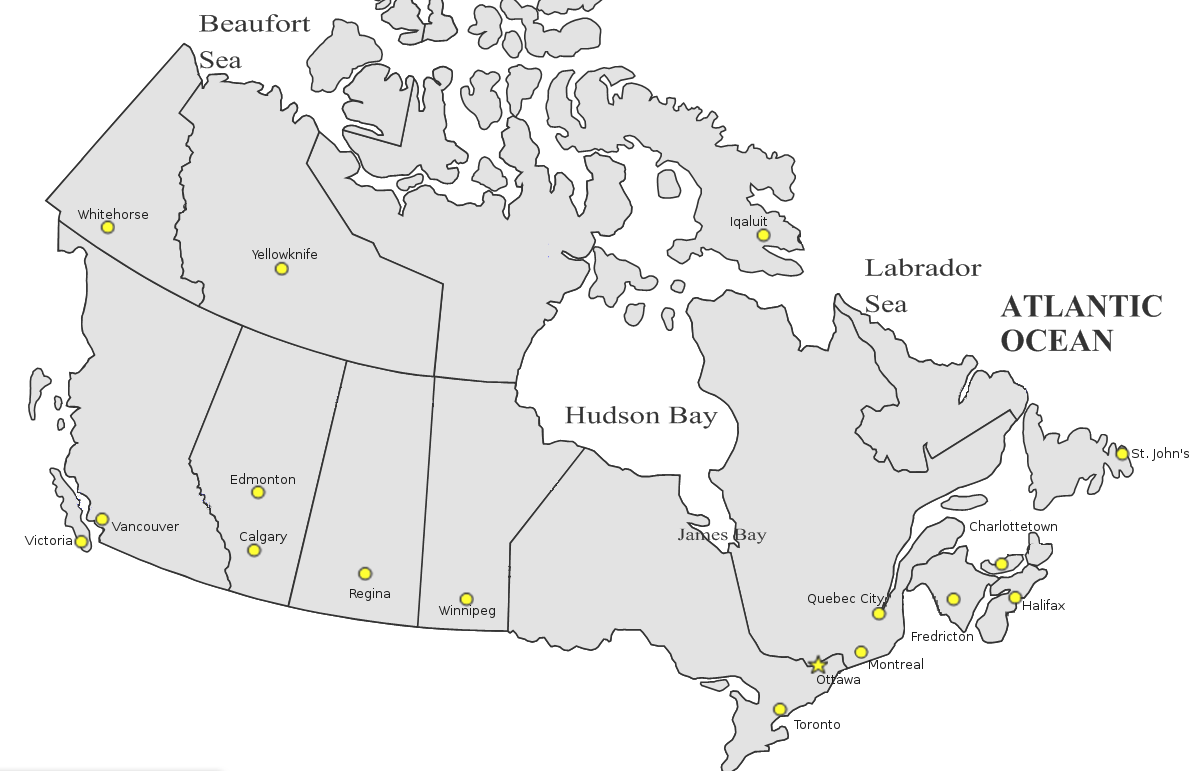 Beaufort
Sea
Whitehorse
Iqaluit
Yellowknife
Labrador
Sea
ATLANTIC
OCEAN
Hudson Bay
St. John's
Edmonton
Vancouver
Charlottetown
Victoria
Calgary
James Bay
Regina
Quebec City
Winnipeg
Halifax
Fredricton
Montreal
Ottawa
Toronto